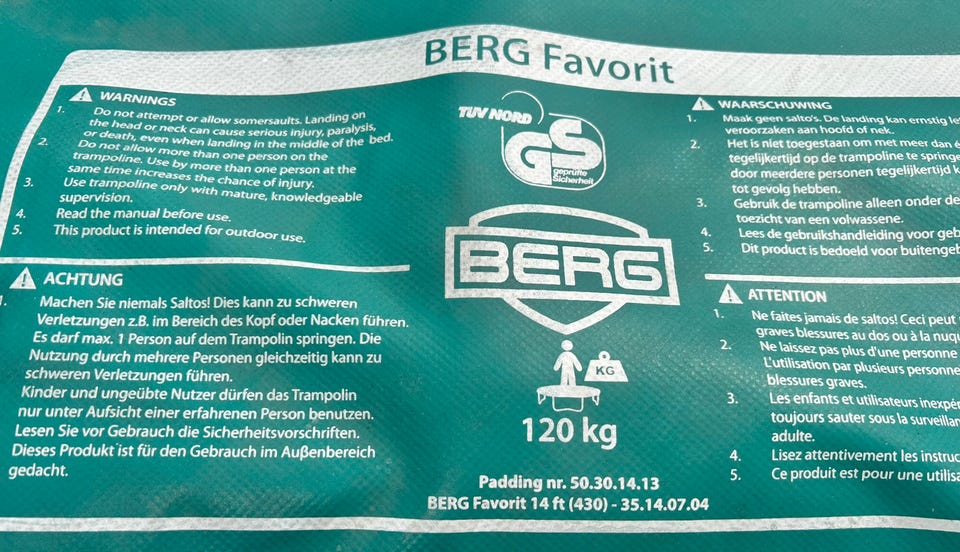 BERG Favorit
WARNINGS
1. Do not attempt or allow somersaults. Landing on
the head or neck can cause serious injury, paralysis,
or death, even when landing in the middle of the bed.
2. Do not allow more than one person on the
trampoline. Use by more than one person at the
same time increases the chance of injury.
3. Use trampoline only with mature, knowledgeable
supervision.
4. Read the manual before use.
5. This product is intended for outdoor use.
ACHTUNG
1. Machen Sie niemals Saltos! Dies kann zu schweren
Verletzungen z.B. im Bereich des Kopf oder Nacken führen.
Es darf max. 1 Person auf dem Trampolin springen. Die
Nutzung durch mehrere Personen gleichzeitig kann zu
schweren Verletzungen führen.
Kinder und ungeübte Nutzer dürfen das Trampolin
nur unter Aufsicht einer erfahrenen Person benutzen.
Lesen Sie vor Gebrauch die Sicherheitsvorschriften.
Dieses Produkt ist für den Gebrauch im Außenbereich
gedacht.
TUV NORD
GS
geprüfte
Sicherheit
BERG
KG
120 kg
Padding nr. 50.30.14.13
BERG Favorit 14 ft (430) - 35.14.07.04
WAARSCHUWING
1. Maak geen salto's. De landing kan ernstig
veroorzaken aan hoofd of nek.
2. Het is niet toegestaan om met meer dan
tegelijkertijd op de trampoline te
door meerdere personen tegelijkertijd
tot gevolg hebben.
3. Gebruik de trampoline alleen onder
toezicht van een volwassene.
4. Lees de gebruikshandleiding voor
5. Dit product is bedoeld voor
ATTENTION
1. Ne faites jamais de saltos! Ceci peut
graves blessures au dos ou à la
2. Ne laissez pas plus d'une personne
L'utilisation par plusieurs
blessures graves.
3. Les enfants et utilisateurs
toujours sauter sous la
adulte.
4. Lisez attentivement les
5. Ce produit est pour une